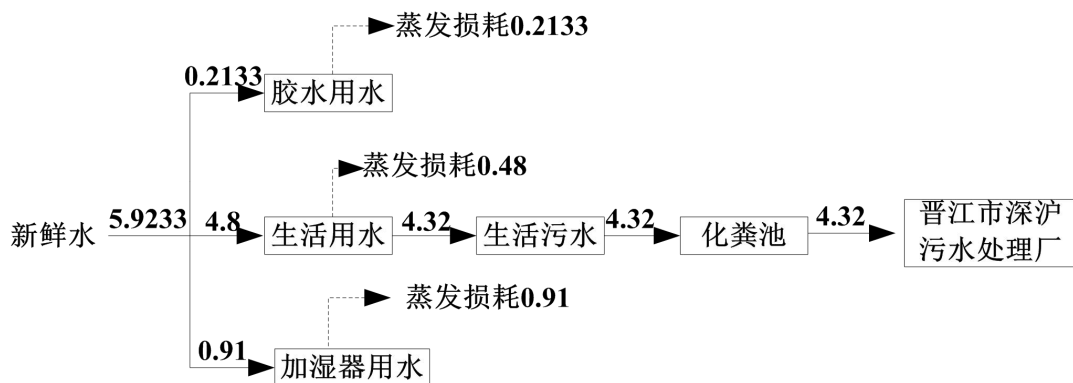 蒸发损耗0.2133
0.2133
胶水用水
蒸发损耗0.48
新鲜水
5.9233
4.8
生活用水
4.32
生活污水
4.32
化粪池
4.32
晋江市深沪
污水处理厂
蒸发损耗0.91
0.91
加湿器用水